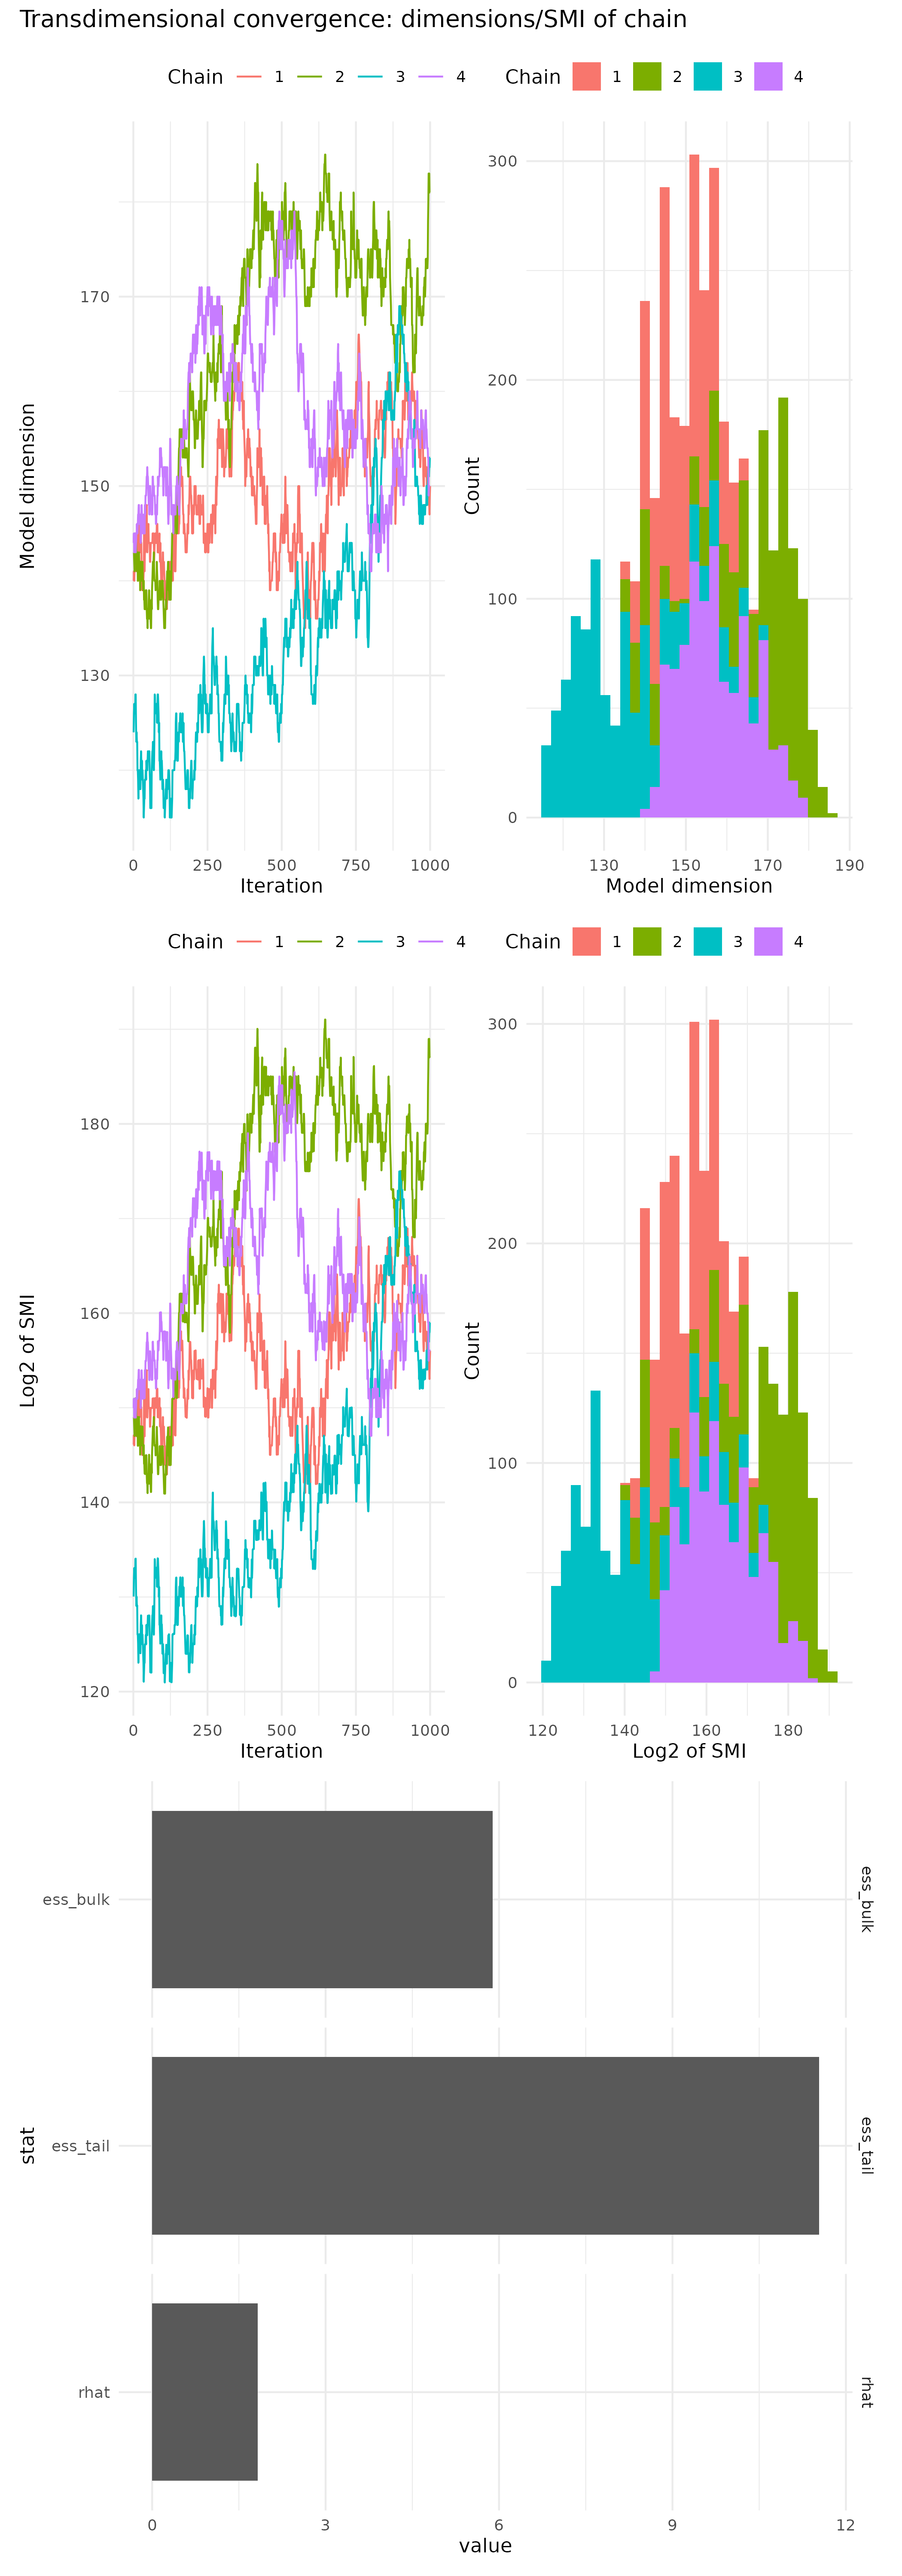 Transdimensional convergence: dimensions/SMI of chain
Chain 1 2 3 4
Chain 1 2 3 4
Model dimension
170
150
130
0 250 500 750 1000
Iteration
Count
300
200
100
0
130 150 170 190
Model dimension
Chain 1 2 3 4
Chain 1 2 3 4
Log2 of SMI
180
160
140
120
0 250 500 750 1000
Iteration
Count
300
200
100
0
120 140 160 180
Log2 of SMI
stat
ess_bulk
ess_bulk
ess_tail
ess_tail
rhat
rhat
0 3 6 9 12
value